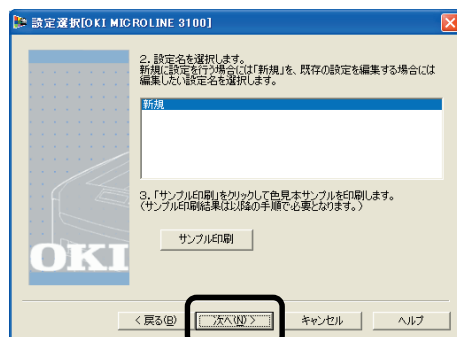 設定選択[OKI MICROLINE 3100]
2. 設定名を選択します。
新規に設定を行う場合には「新規」を、既存の設定を編集する場合には
編集したい設定名を選択します。
新規
3. 「サンプル印刷」をクリックして色見本サンプルを印刷します。
(サンプル印刷結果は以降の手順で必要となります。)
サンプル印刷
OKI
< 戻る(B) 次へ(N) > キャンセル ヘルプ